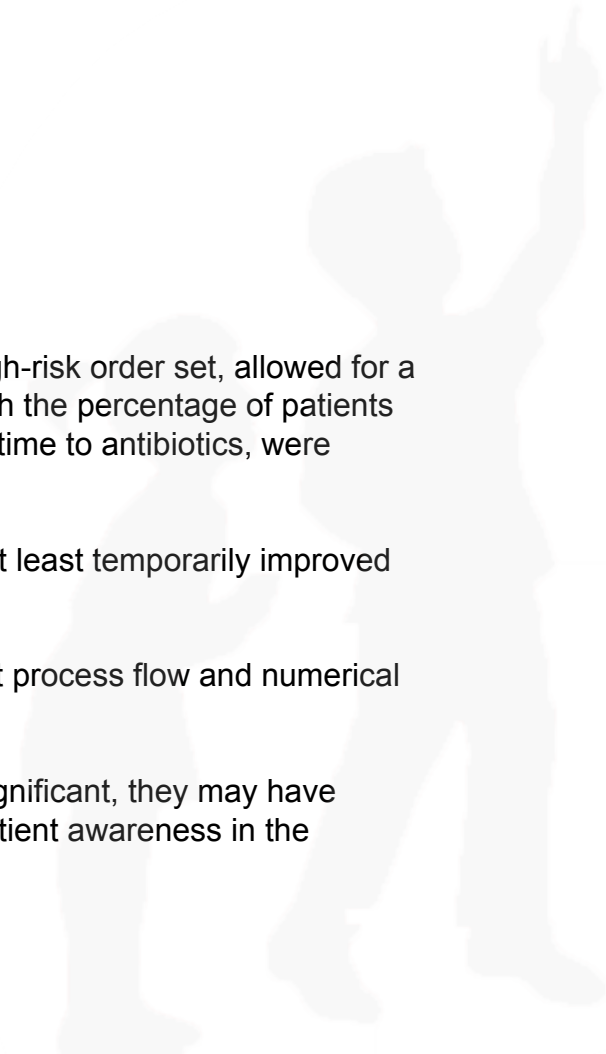 gh-risk order set, allowed for a
h the percentage of patients
time to antibiotics, were
t least temporarily improved
t process flow and numerical
gnificant, they may have
tient awareness in the